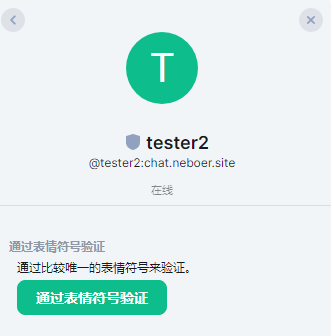 T
tester2
@tester2:chat.neboer.site
在线
通过表情符号验证
通过比较唯一的表情符号来验证。
通过表情符号验证